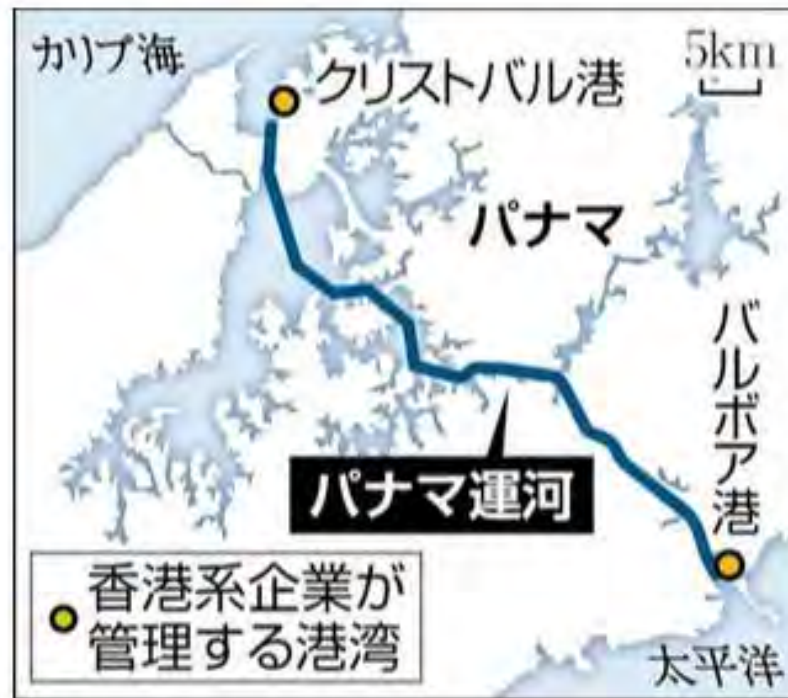 カリブ海
5km
クリストバル港
パナマ
バルボア港
パナマ運河
香港系企業が
管理する港湾
太平洋